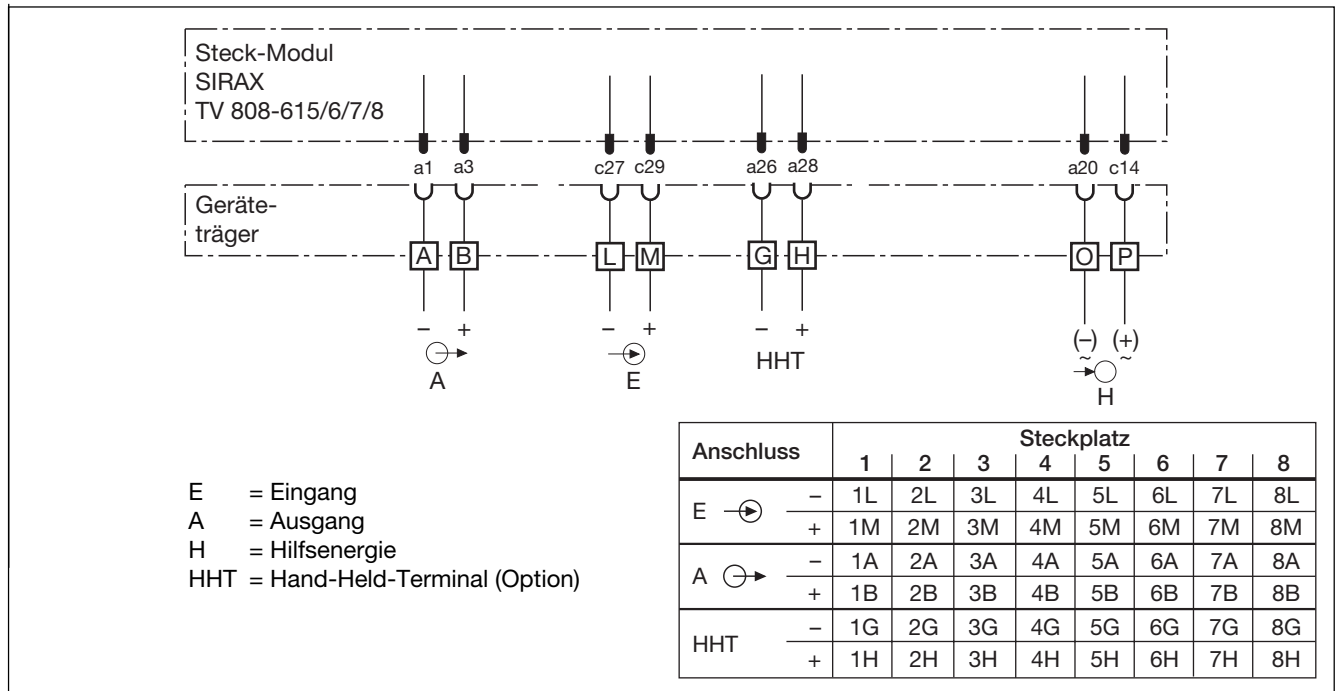 Steck-Modul
SIRAX
TV 808-615/6/7/8
a1 a3 c27 c29 a26 a28 a20 c14
Geräte-
träger
A B L M G H O P
– + – + – + (–) (+)
~ ~
A E HHT H
E = Eingang
A = Ausgang
H = Hilfsenergie
HHT = Hand-Held-Terminal (Option)
Anschluss Steckplatz
1 2 3 4 5 6 7 8
E – 1L 2L 3L 4L 5L 6L 7L 8L
+ 1M 2M 3M 4M 5M 6M 7M 8M
A – 1A 2A 3A 4A 5A 6A 7A 8A
+ 1B 2B 3B 4B 5B 6B 7B 8B
HHT – 1G 2G 3G 4G 5G 6G 7G 8G
+ 1H 2H 3H 4H 5H 6H 7H 8H